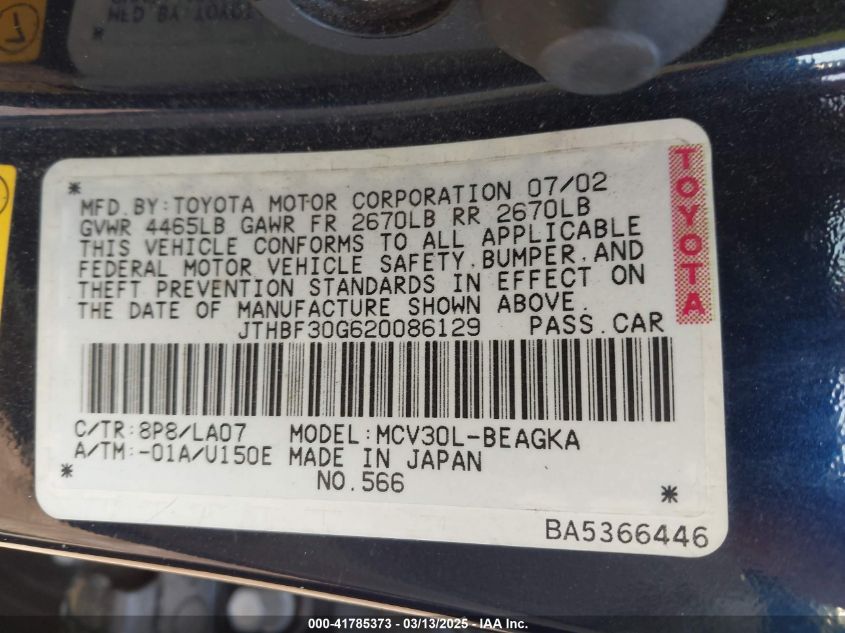 MFD.BY:TOYOTA MOTOR CORPORATION 07/02
GVWR 4465LB GAWR FR 2670LB RR 2670LB
THIS VEHICLE CONFORMS TO ALL APPLICABLE
FEDERAL MOTOR VEHICLE SAFETY,BUMPER,AND
THEFT PREVENTION STANDARDS IN EFFECT ON
THE DATE OF MANUFACTURE SHOWN ABOVE.
JTHBF30G620086129 PASS.CAR
TOYOTA
C/TR:8P8/LA07 MODEL:MCV30L-BEAGKA
A/TM:-01A/U150E MADE IN JAPAN
NO.566
BA5366446
000-41785373 - 03/13/2025 - IAA Inc.